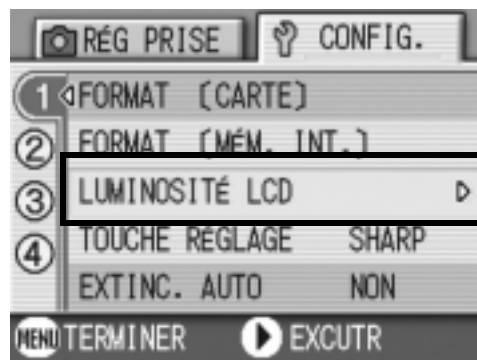 RÉG PRISE CONFIG.
1 FORMAT [CARTE]
2 FORMAT [MÉM. INT.]
3 LUMINOSITÉ LCD
4 TOUCHE RÉGLAGE SHARP
EXTINC. AUTO NON
MENU TERMINER EXCUTR